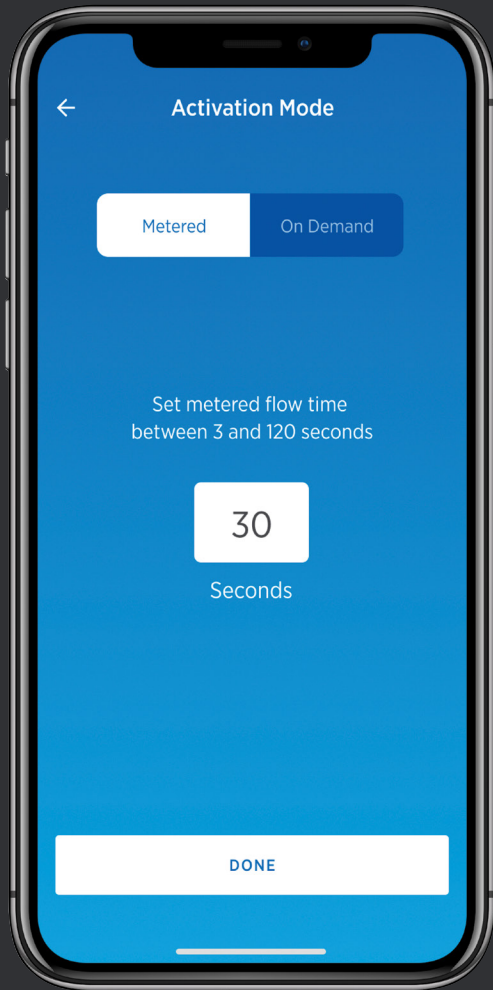 Activation Mode
Metered
On Demand
Set metered flow time
between 3 and 120 seconds
30
Seconds
DONE